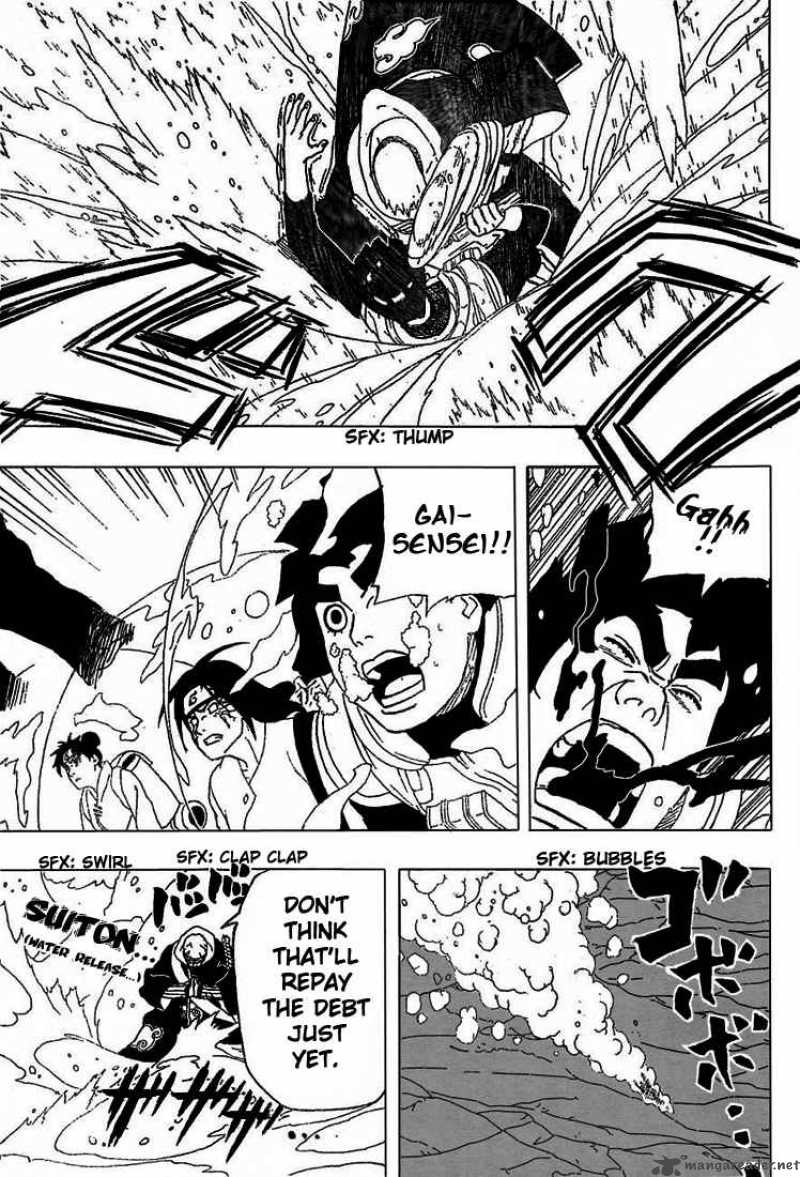 SFX: THUMP
Gahh
!!
GAI-
SENSEI!!
SFX: BUBBLES
ゴボボボ…
SFX: SWIRL
SFX: CLAP CLAP
SUITON...
(WATER RELEASE...)
DON'T
THINK
THAT'LL
REPAY
THE DEBT
JUST
YET.
mangareader.net